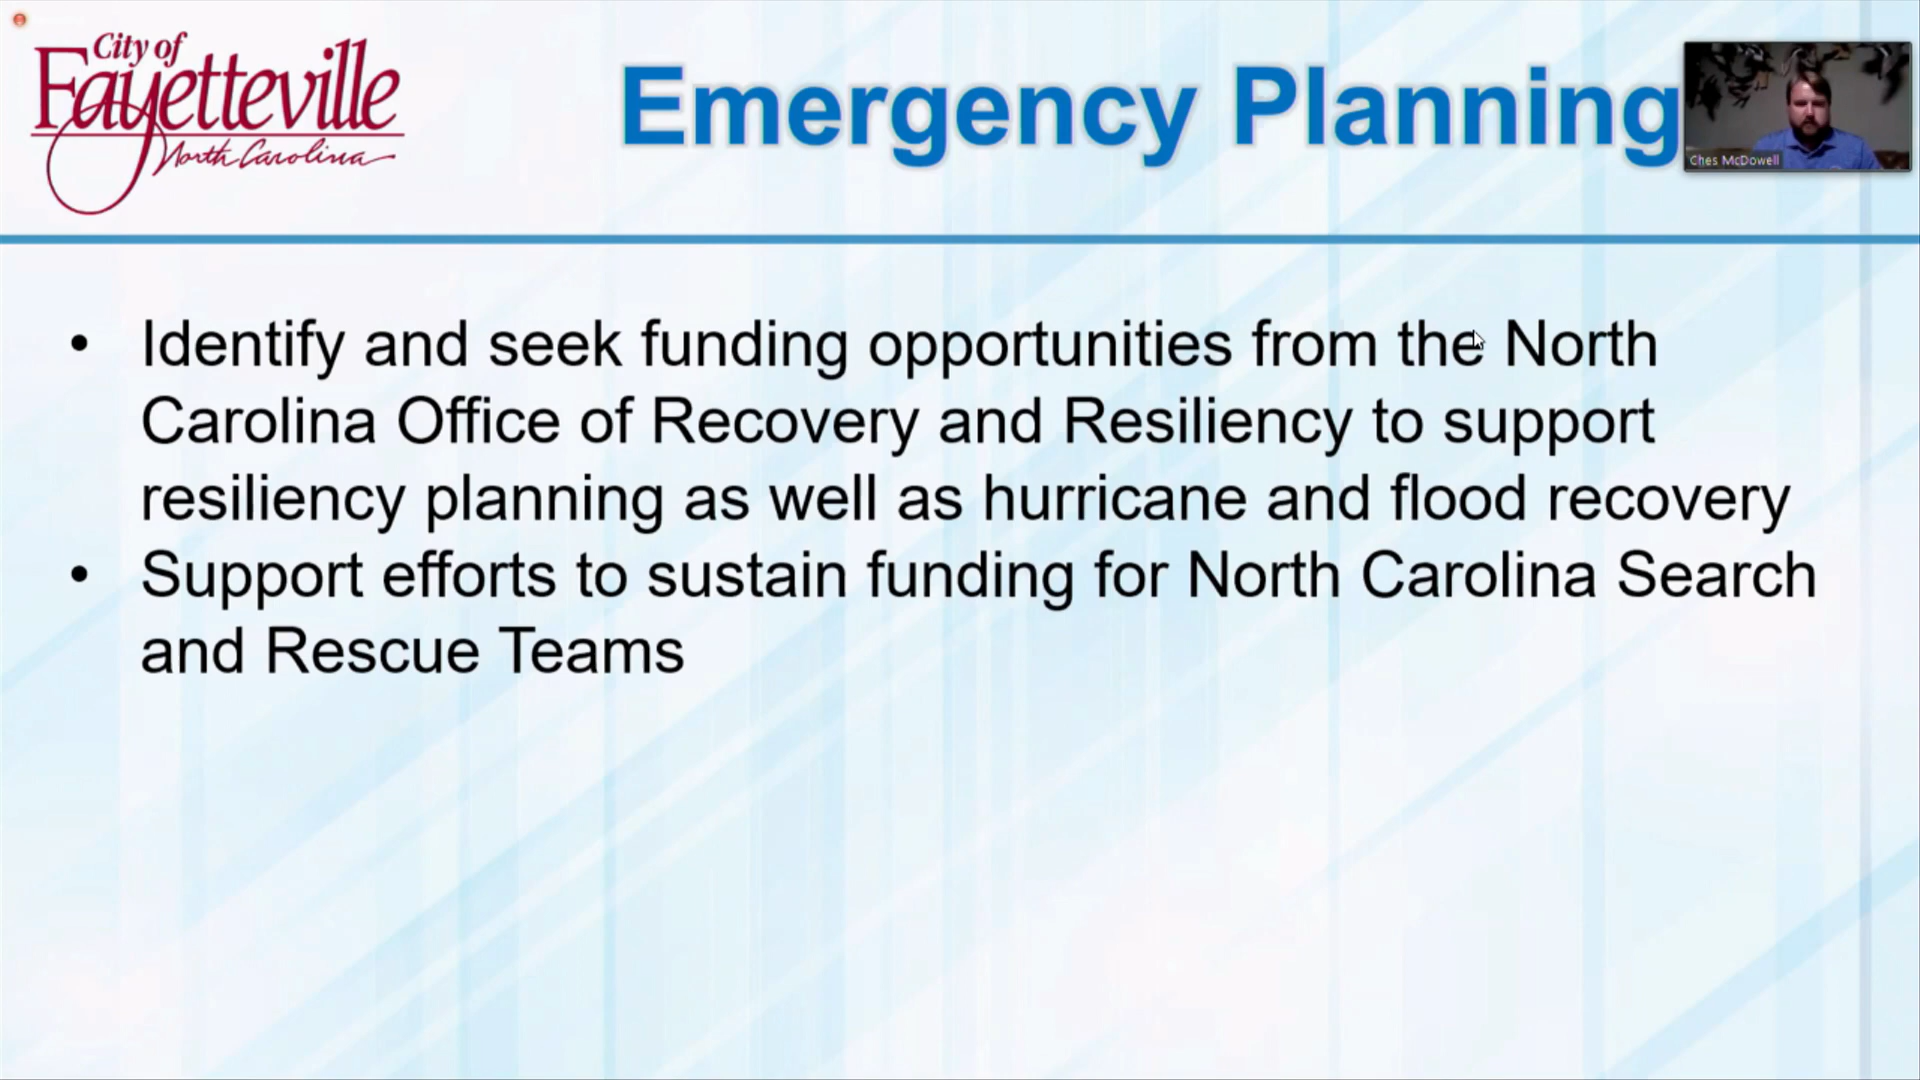 City of
Fayetteville
North Carolina
Emergency Planning
Ches McDowell
• Identify and seek funding opportunities from the North
Carolina Office of Recovery and Resiliency to support
resiliency planning as well as hurricane and flood recovery
• Support efforts to sustain funding for North Carolina Search
and Rescue Teams